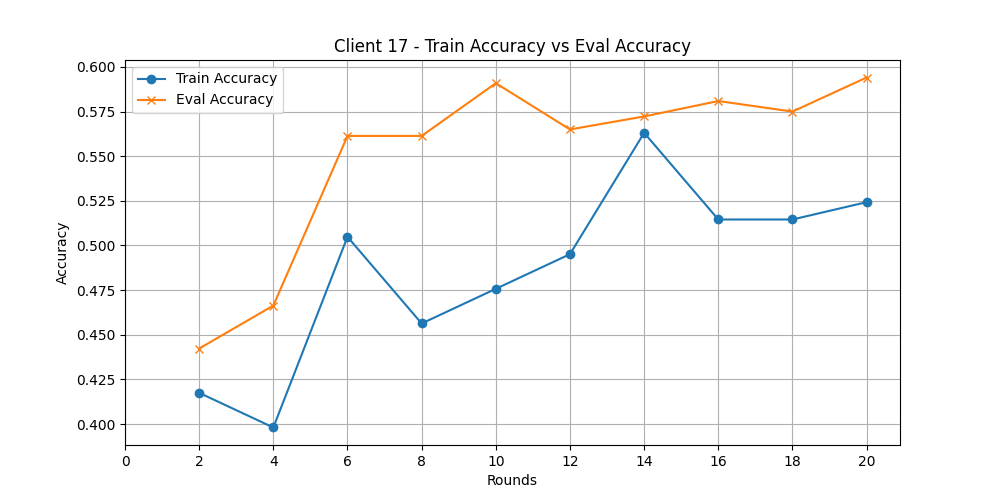 Client 17 - Train Accuracy vs Eval Accuracy
Train Accuracy
Eval Accuracy
Accuracy
0.600
0.575
0.550
0.525
0.500
0.475
0.450
0.425
0.400
0 2 4 6 8 10 12 14 16 18 20
Rounds